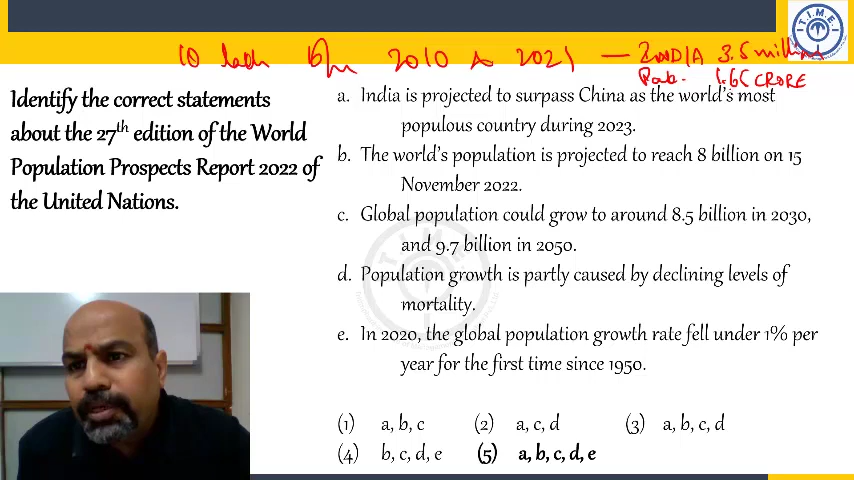 T.I.M.E.
10 lakh b/n 2010 to 2021 — INDIA 3.5 million
Pak. 1.65 CRORE
Identify the correct statements
about the 27th edition of the World
Population Prospects Report 2022 of
the United Nations.
a. India is projected to surpass China as the world's most
populous country during 2023.
b. The world's population is projected to reach 8 billion on 15
November 2022.
c. Global population could grow to around 8.5 billion in 2030,
and 9.7 billion in 2050.
d. Population growth is partly caused by declining levels of
mortality.
e. In 2020, the global population growth rate fell under 1% per
year for the first time since 1950.
(1) a, b, c (2) a, c, d (3) a, b, c, d
(4) b, c, d, e (5) a, b, c, d, e